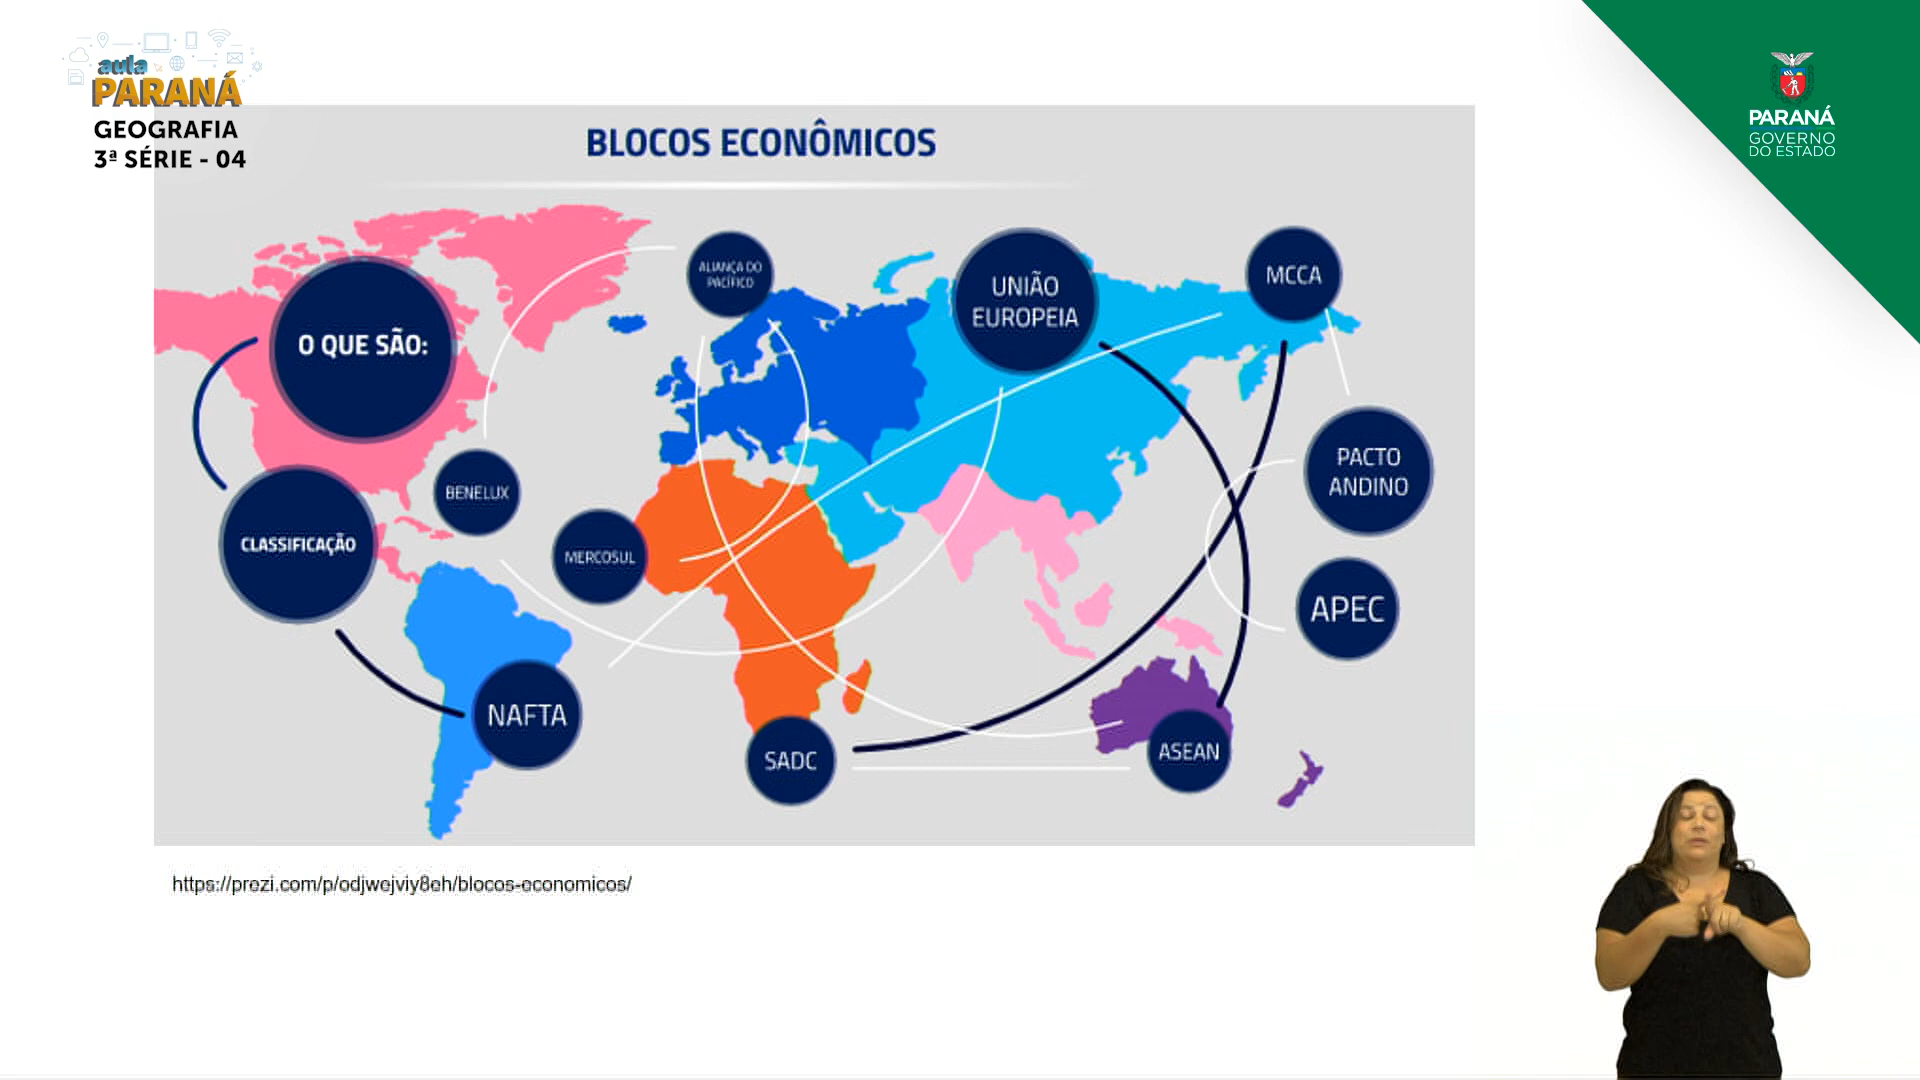 aula
PARANÁ
GEOGRAFIA
3ª SÉRIE - 04
PARANÁ
GOVERNO
DO ESTADO
BLOCOS ECONÔMICOS
O QUE SÃO:
ALIANÇA DO
PACÍFICO
UNIÃO
EUROPEIA
MCCA
BENELUX
PACTO
ANDINO
CLASSIFICAÇÃO
MERCOSUL
APEC
NAFTA
SADC
ASEAN
https://prezi.com/p/odjwejviy8eh/blocos-economicos/